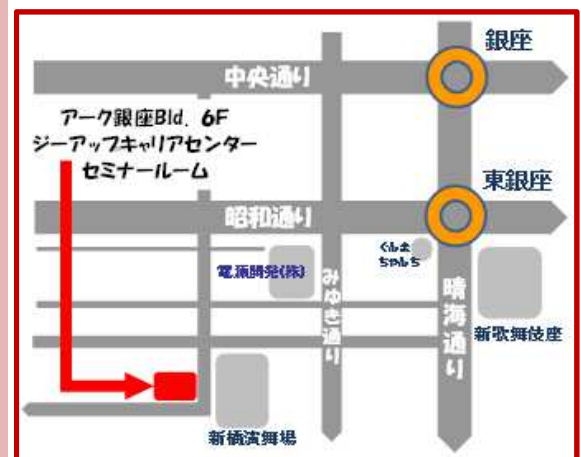 銀座
中央通り
アーク銀座Bld. 6F
ジーアップキャリアセンター
セミナールーム
東銀座
昭和通り
ぐんま
ちゃんち
電源開発(株)
みゆき通り
晴海通り
新歌舞伎座
新橋演舞場